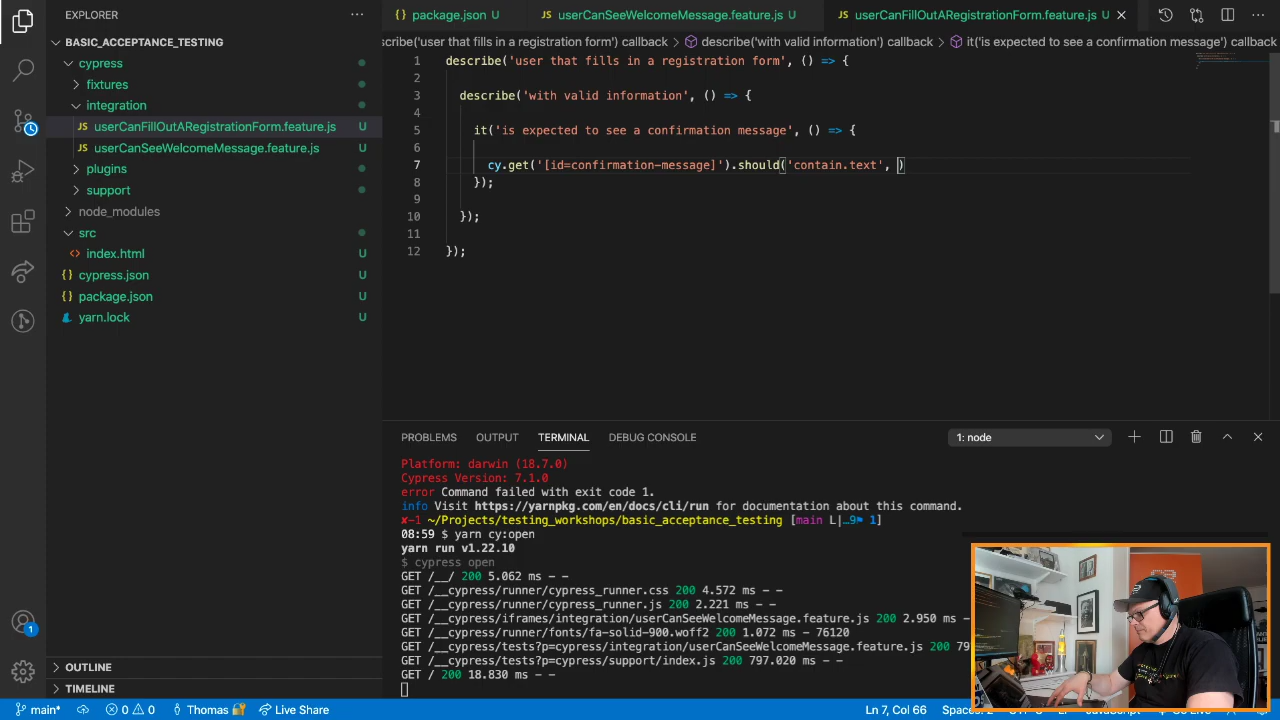 EXPLORER
package.json U
userCanSeeWelcomeMessage.feature.js U
userCanFillOutARegistrationForm.feature.js U
BASIC_ACCEPTANCE_TESTING
cypress
fixtures
integration
JS userCanFillOutARegistrationForm.feature.js U
JS userCanSeeWelcomeMessage.feature.js U
plugins
support
node_modules
src
index.html U
cypress.json U
package.json U
yarn.lock U
OUTLINE
TIMELINE
scribe('user that fills in a registration form') callback > describe('with valid information') callback > it('is expected to see a confirmation message') callback
1 describe('user that fills in a registration form', () => {
2
3 describe('with valid information', () => {
4
5 it('is expected to see a confirmation message', () => {
6
7 cy.get('[id=confirmation-message]').should('contain.text', )
8 });
9
10 });
11
12 });
PROBLEMS OUTPUT TERMINAL DEBUG CONSOLE
1: node
Platform: darwin (18.7.0)
Cypress Version: 7.1.0
error Command failed with exit code 1.
info Visit https://yarnpkg.com/en/docs/cli/run for documentation about this command.
✘-1 ~/Projects/testing_workshops/basic_acceptance_testing [main L|…9⚑ 1]
08:59 $ yarn cy:open
yarn run v1.22.10
$ cypress open
GET /__/ 200 5.062 ms - -
GET /__cypress/runner/cypress_runner.css 200 4.572 ms - -
GET /__cypress/runner/cypress_runner.js 200 2.221 ms - -
GET /__cypress/iframes/integration/userCanSeeWelcomeMessage.feature.js 200 2.950 ms -
GET /__cypress/runner/fonts/fa-solid-900.woff2 200 1.072 ms - 76120
GET /__cypress/tests?p=cypress/integration/userCanSeeWelcomeMessage.feature.js 200 79
GET /__cypress/tests?p=cypress/support/index.js 200 797.020 ms - -
GET / 200 18.830 ms - -
main* 0 0 Thomas Live Share
Ln 7, Col 66